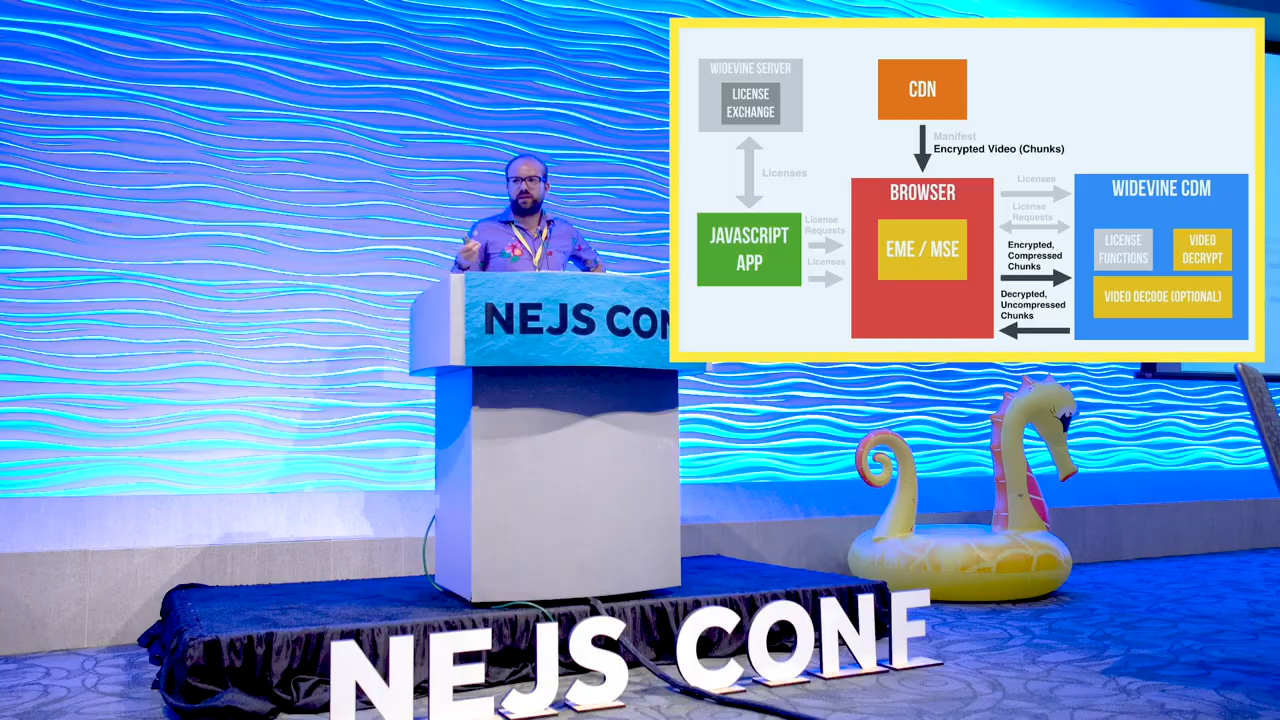 WIDEVINE SERVER
LICENSE
EXCHANGE
Licenses
JAVASCRIPT
APP
License
Requests
Licenses
CDN
Manifest
Encrypted Video (Chunks)
BROWSER
EME / MSE
Licenses
License
Requests
Encrypted,
Compressed
Chunks
Decrypted,
Uncompressed
Chunks
WIDEVINE CDM
LICENSE
FUNCTIONS
VIDEO
DECRYPT
VIDEO DECODE (OPTIONAL)
NEJS CON
NEJS CONF